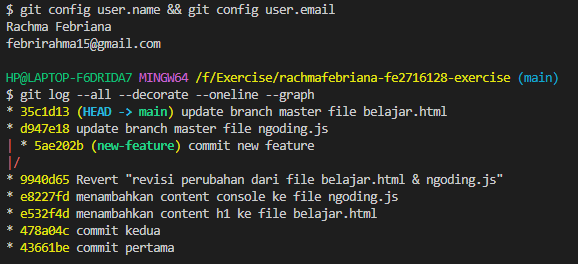 $ git config user.name && git config user.email
Rachma Febriana
febrirahma15@gmail.com
HP@LAPTOP-F6DRIDA7 MINGW64 /f/Exercise/rachmafebriana-fe2716128-exercise (main)
$ git log --all --decorate --oneline --graph
* 35c1d13 (HEAD -> main) update branch master file belajar.html
* d947e18 update branch master file ngoding.js
| * 5ae202b (new-feature) commit new feature
|/
* 9940d65 Revert "revisi perubahan dari file belajar.html & ngoding.js"
* e8227fd menambahkan content console ke file ngoding.js
* e532f4d menambahkan content h1 ke file belajar.html
* 478a04c commit kedua
* 43661be commit pertama